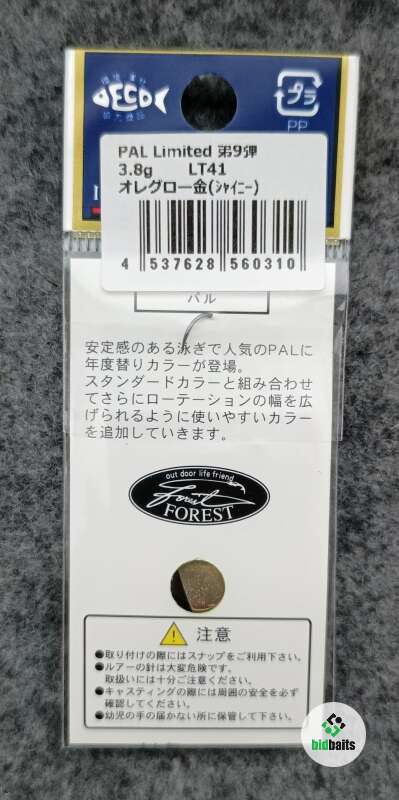 ECO
プラ
PP
PAL Limited 第9弾
3.8g LT41
オレグロー金(ｼｬｲﾆｰ)
4 537628 560310
パル
安定感のある泳ぎで人気のPALに
年度替りカラーが登場。
スタンダードカラーと組み合わせ
てさらにローテーションの幅を広
げられるように使いやすいカラー
を追加していきます。
out door life friend
Forest
FOREST
注意
●取り付けの際にはスナップをご利用下さい。
●ルアーの針は大変危険です。
取扱いには十分ご注意ください。
●キャスティングの際には周囲の安全を必ず
確認してください。
●幼児の手の届かない所に保管して下さい。
bidbaits